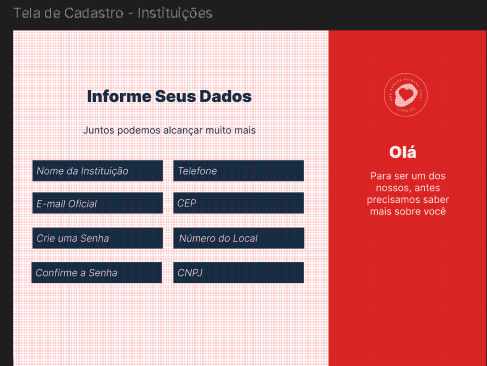 Tela de Cadastro - Instituições
Informe Seus Dados
Juntos podemos alcançar muito mais
Nome da Instituição
Telefone
E-mail Oficial
CEP
Crie uma Senha
Número do Local
Confirme a Senha
CNPJ
Olá
Para ser um dos
nossos, antes
precisamos saber
mais sobre você